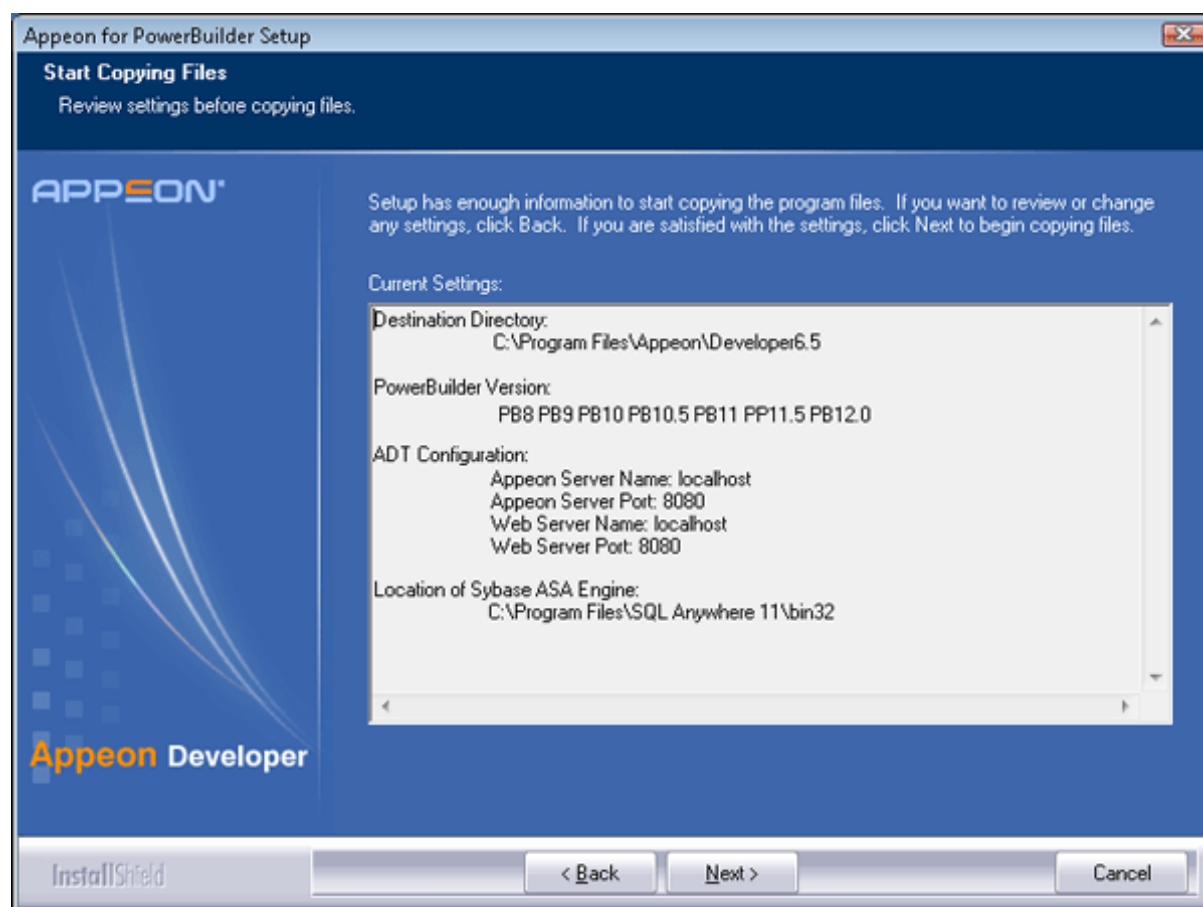 Appeon for PowerBuilder Setup
Start Copying Files
Review settings before copying files.
APPEON
Setup has enough information to start copying the program files. If you want to review or change
any settings, click Back. If you are satisfied with the settings, click Next to begin copying files.
Current Settings:
Destination Directory:
C:\Program Files\Appeon\Developer6.5
PowerBuilder Version:
PB8 PB9 PB10 PB10.5 PB11 PP11.5 PB12.0
ADT Configuration:
Appeon Server Name: localhost
Appeon Server Port: 8080
Web Server Name: localhost
Web Server Port: 8080
Location of Sybase ASA Engine:
C:\Program Files\SQL Anywhere 11\bin32
Appeon Developer
InstallShield
< Back
Next >
Cancel